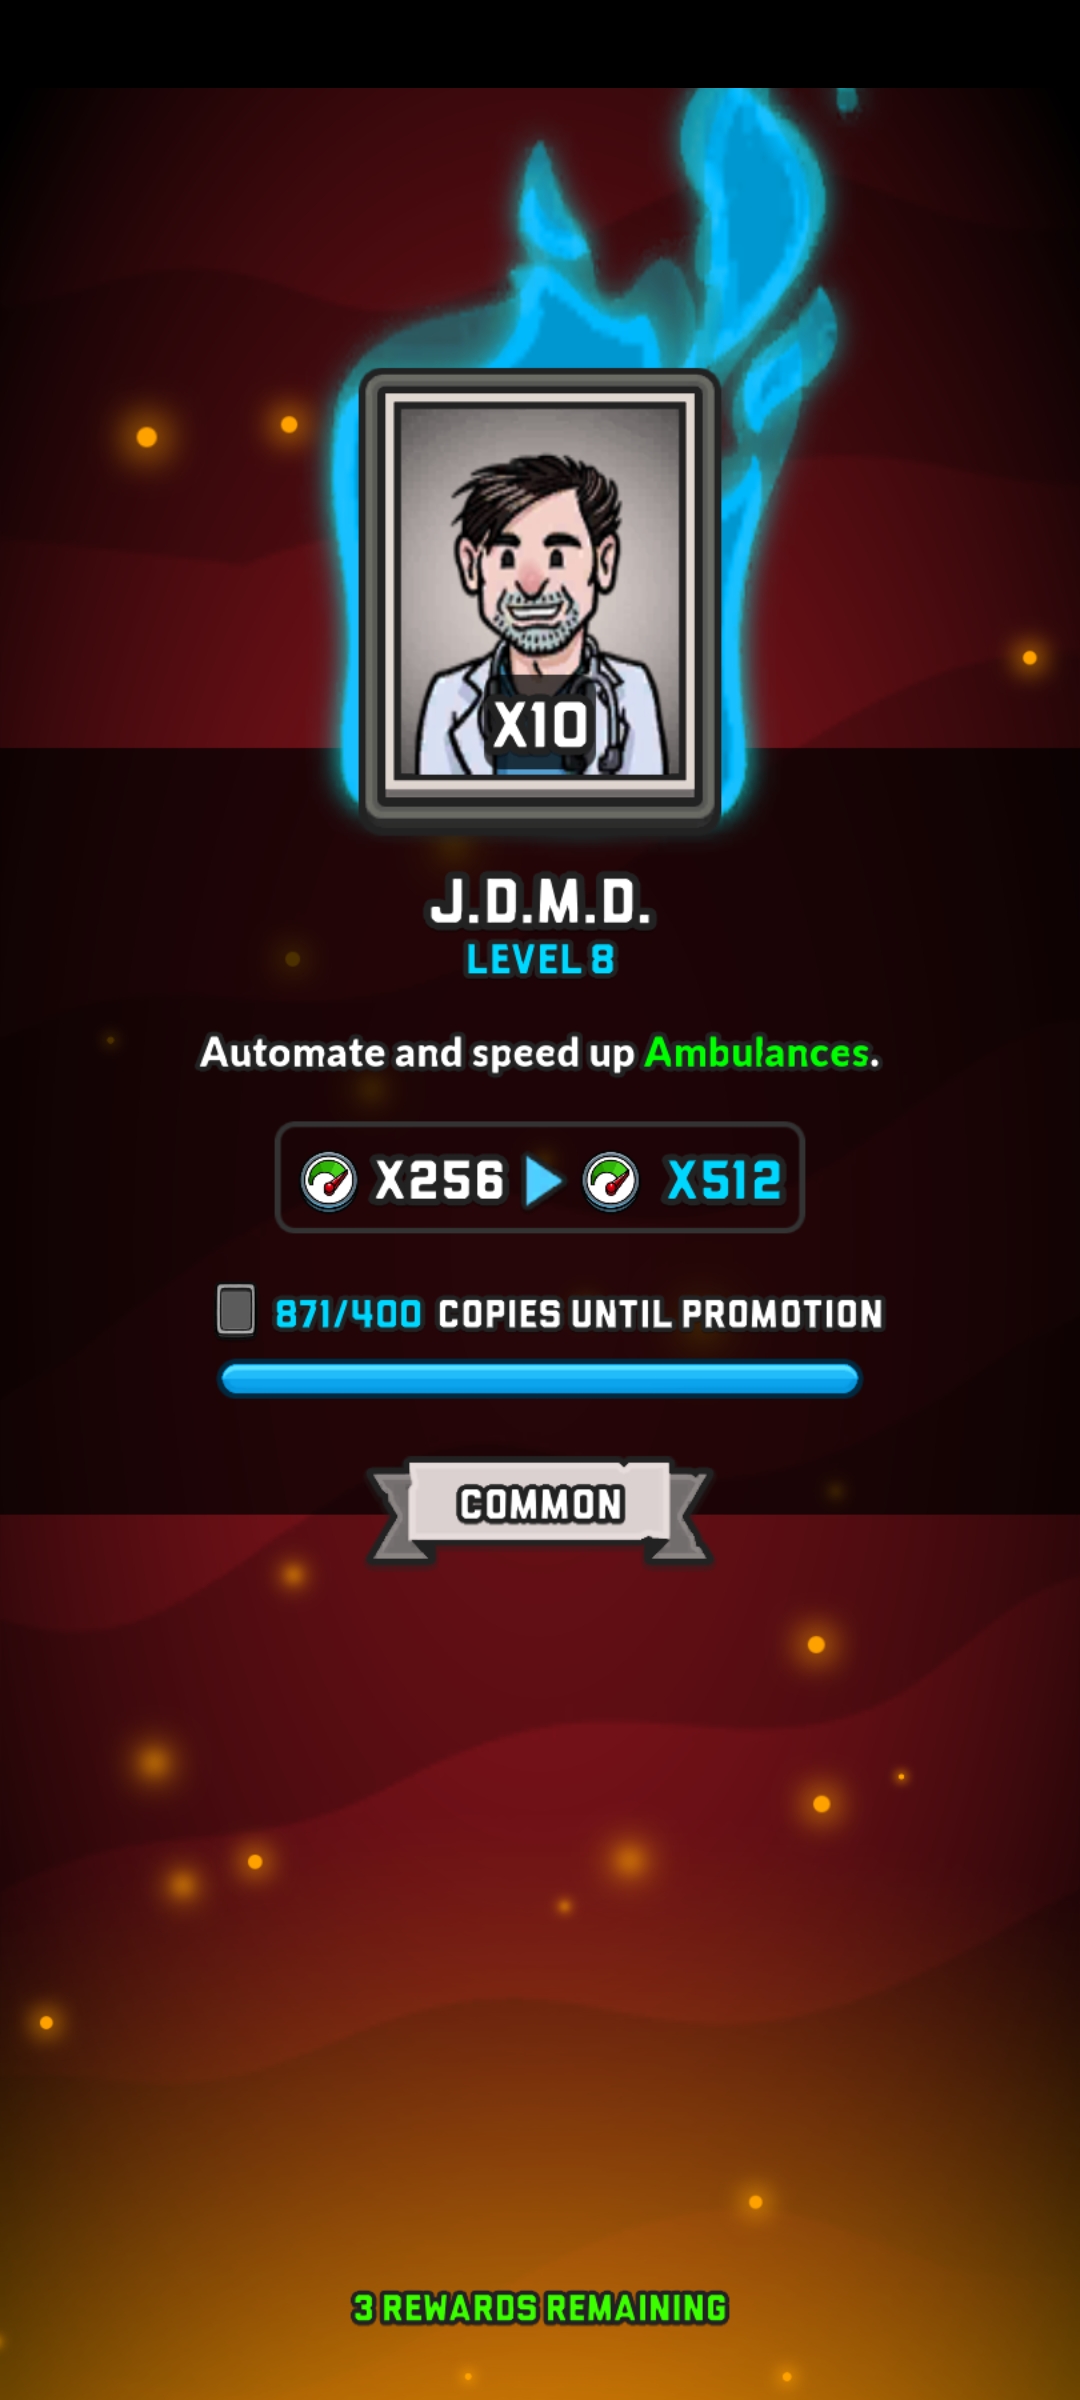 X10
J.D.M.D.
LEVEL 8
Automate and speed up Ambulances.
X256 X512
871/400 COPIES UNTIL PROMOTION
COMMON
3 REWARDS REMAINING